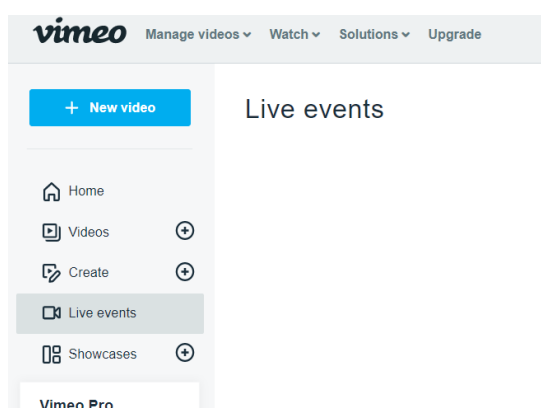 vimeo Manage videos Watch Solutions Upgrade
+ New video
Live events
Home
Videos
Create
Live events
Showcases
Vimeo Pro